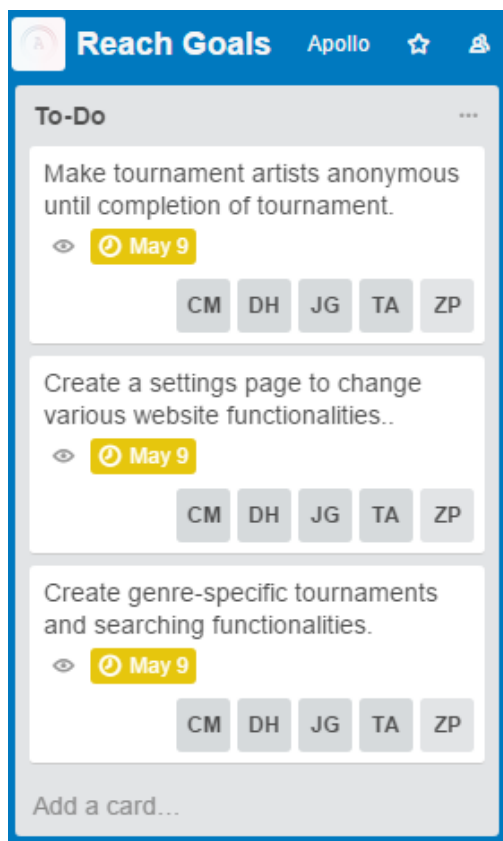 Reach Goals Apollo
To-Do
Make tournament artists anonymous
until completion of tournament.
May 9
CM DH JG TA ZP
Create a settings page to change
various website functionalities..
May 9
CM DH JG TA ZP
Create genre-specific tournaments
and searching functionalities.
May 9
CM DH JG TA ZP
Add a card...